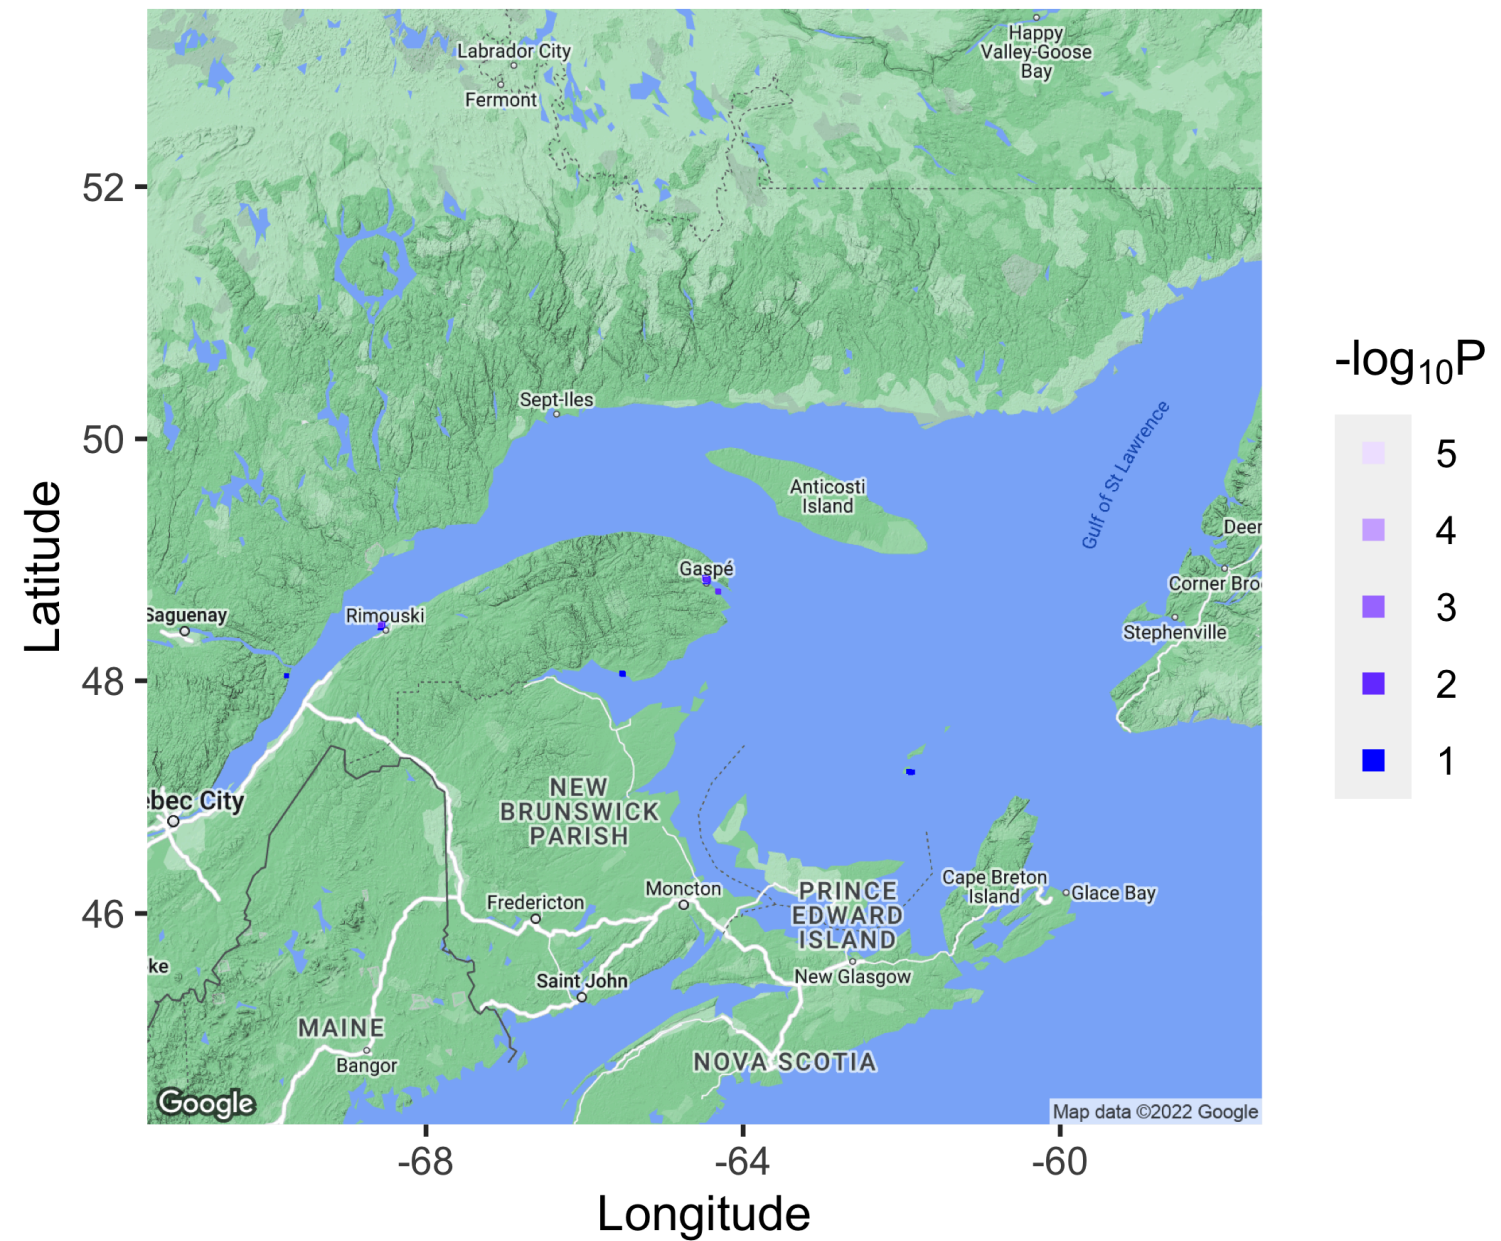 Labrador City
Fermont
Happy
Valley-Goose
Bay
52
Sept-Iles
50
Anticosti
Island
Gulf of St Lawrence
Deer
Corner Bro
Gaspé
Saguenay
Rimouski
Stephenville
48
ebec City
NEW
BRUNSWICK
PARISH
Fredericton
Moncton
PRINCE
EDWARD
ISLAND
Cape Breton
Island
Glace Bay
46
ke
Saint John
New Glasgow
MAINE
Bangor
NOVA SCOTIA
Google
Map data ©2022 Google
-68
-64
-60
Longitude
Latitude
-log10P
5
4
3
2
1